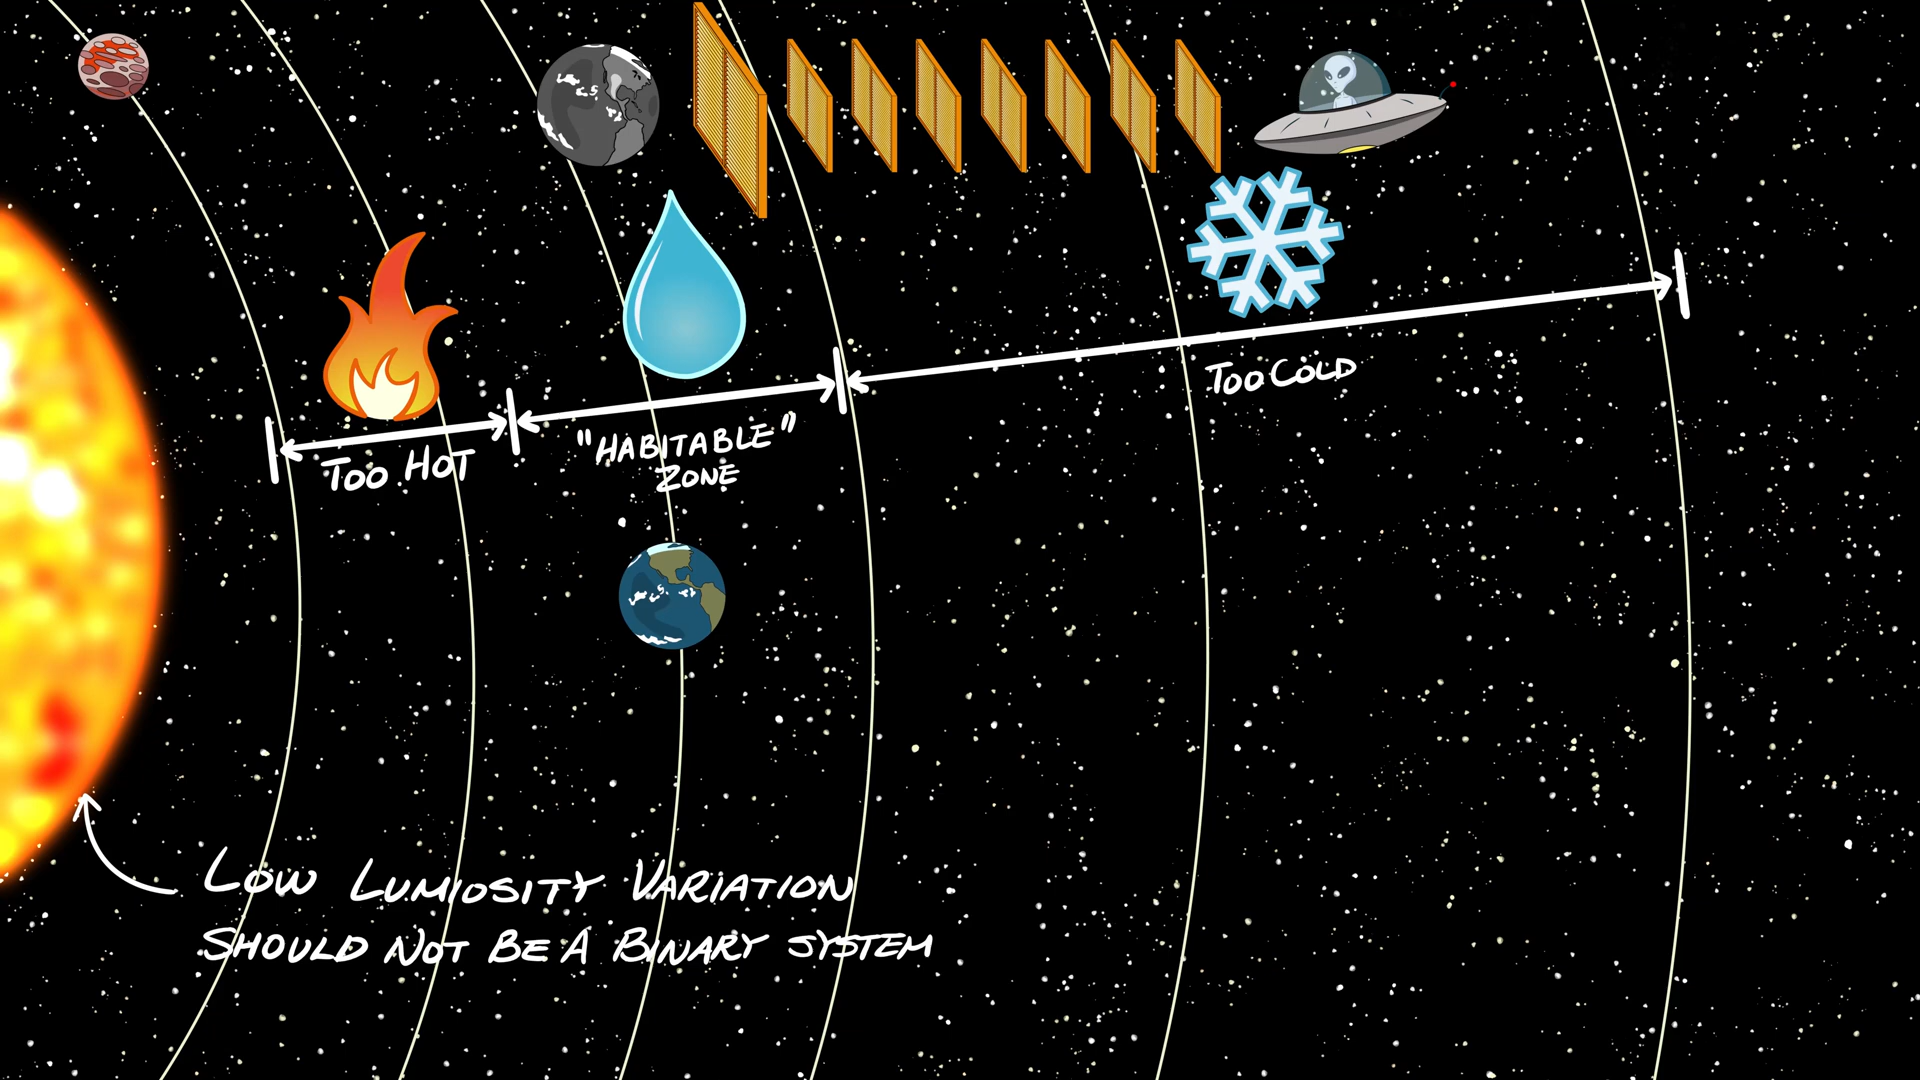 Too Hot
"Habitable"
Zone
Too Cold
Low Lumiosity Variation
Should Not Be A Binary System